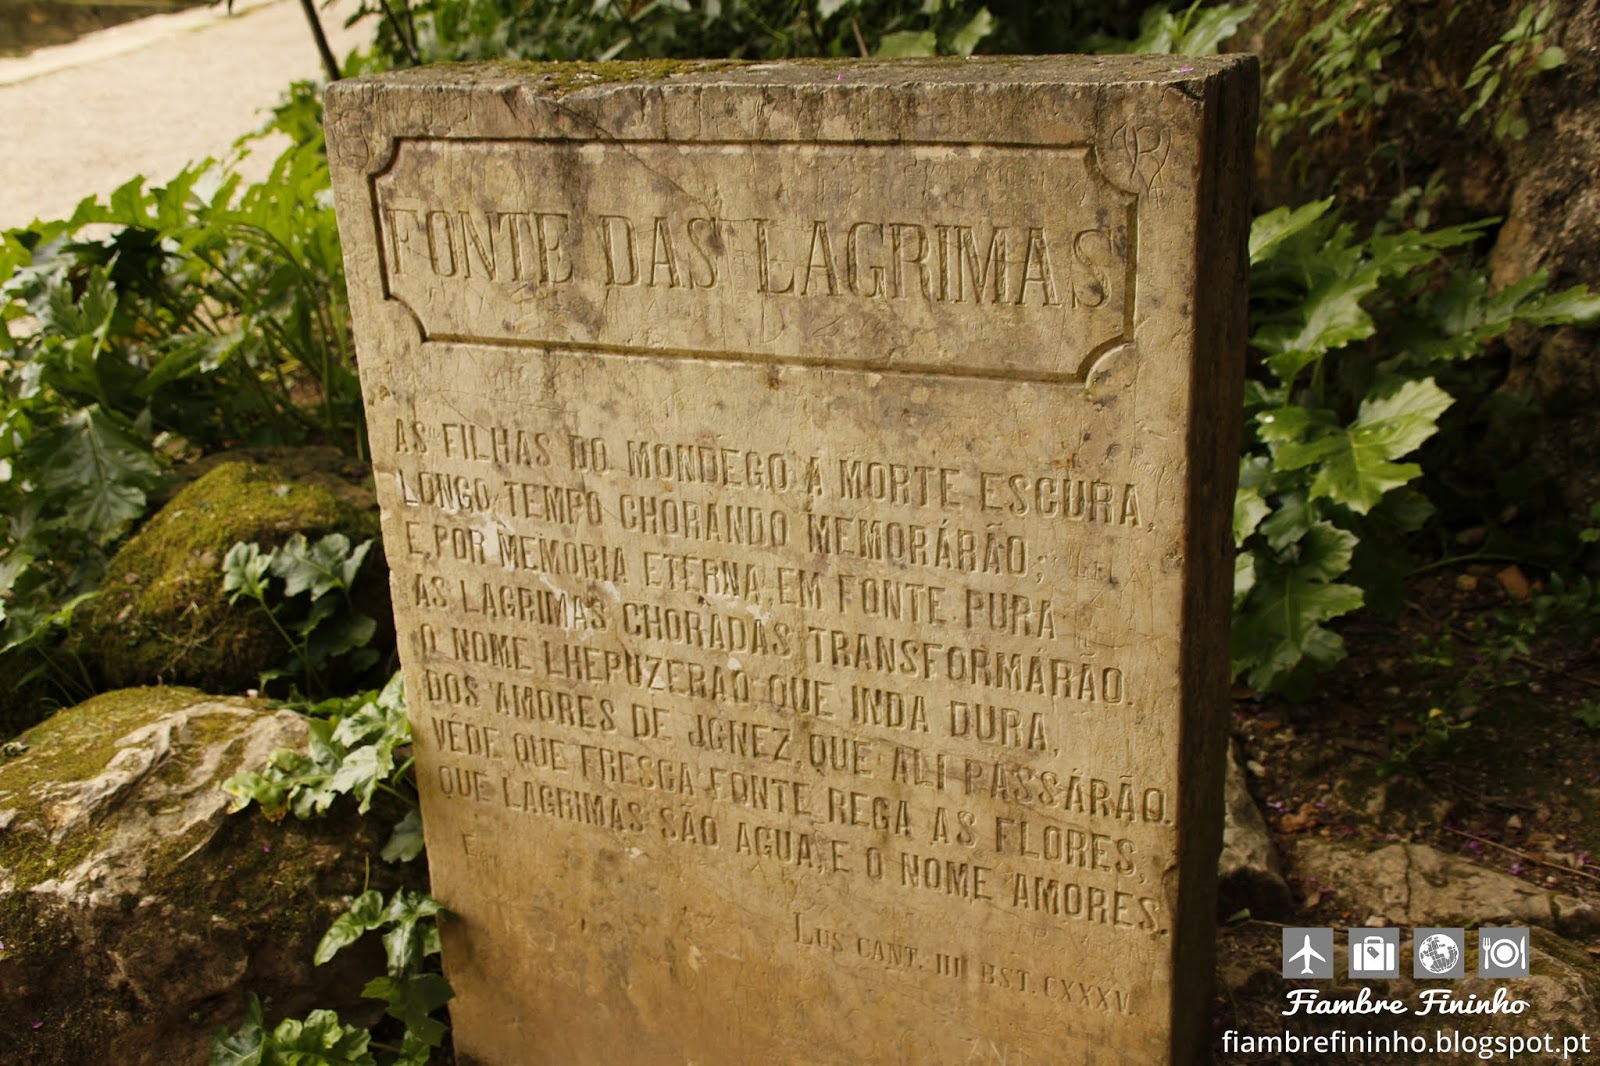 FONTE DAS LAGRIMAS
AS FILHAS DO MONDEGO A MORTE ESCURA,
LONGO TEMPO CHORANDO MEMORÁRÃO;
E, POR MEMORIA ETERNA, EM FONTE PURA
AS LAGRIMAS CHORADAS TRANSFORMÁRÃO.
O NOME LHE PUZERÃO, QUE INDA DURA,
DOS AMORES DE JGNEZ, QUE ALI PASSÁRÃO.
VEDE QUE FRESCA FONTE REGA AS FLORES,
QUE LAGRIMAS SÃO AGUA, E O NOME AMORES.
LUS CANT. III EST. CXXXV.
Fiambre Fininho
fiambrefininho.blogspot.pt